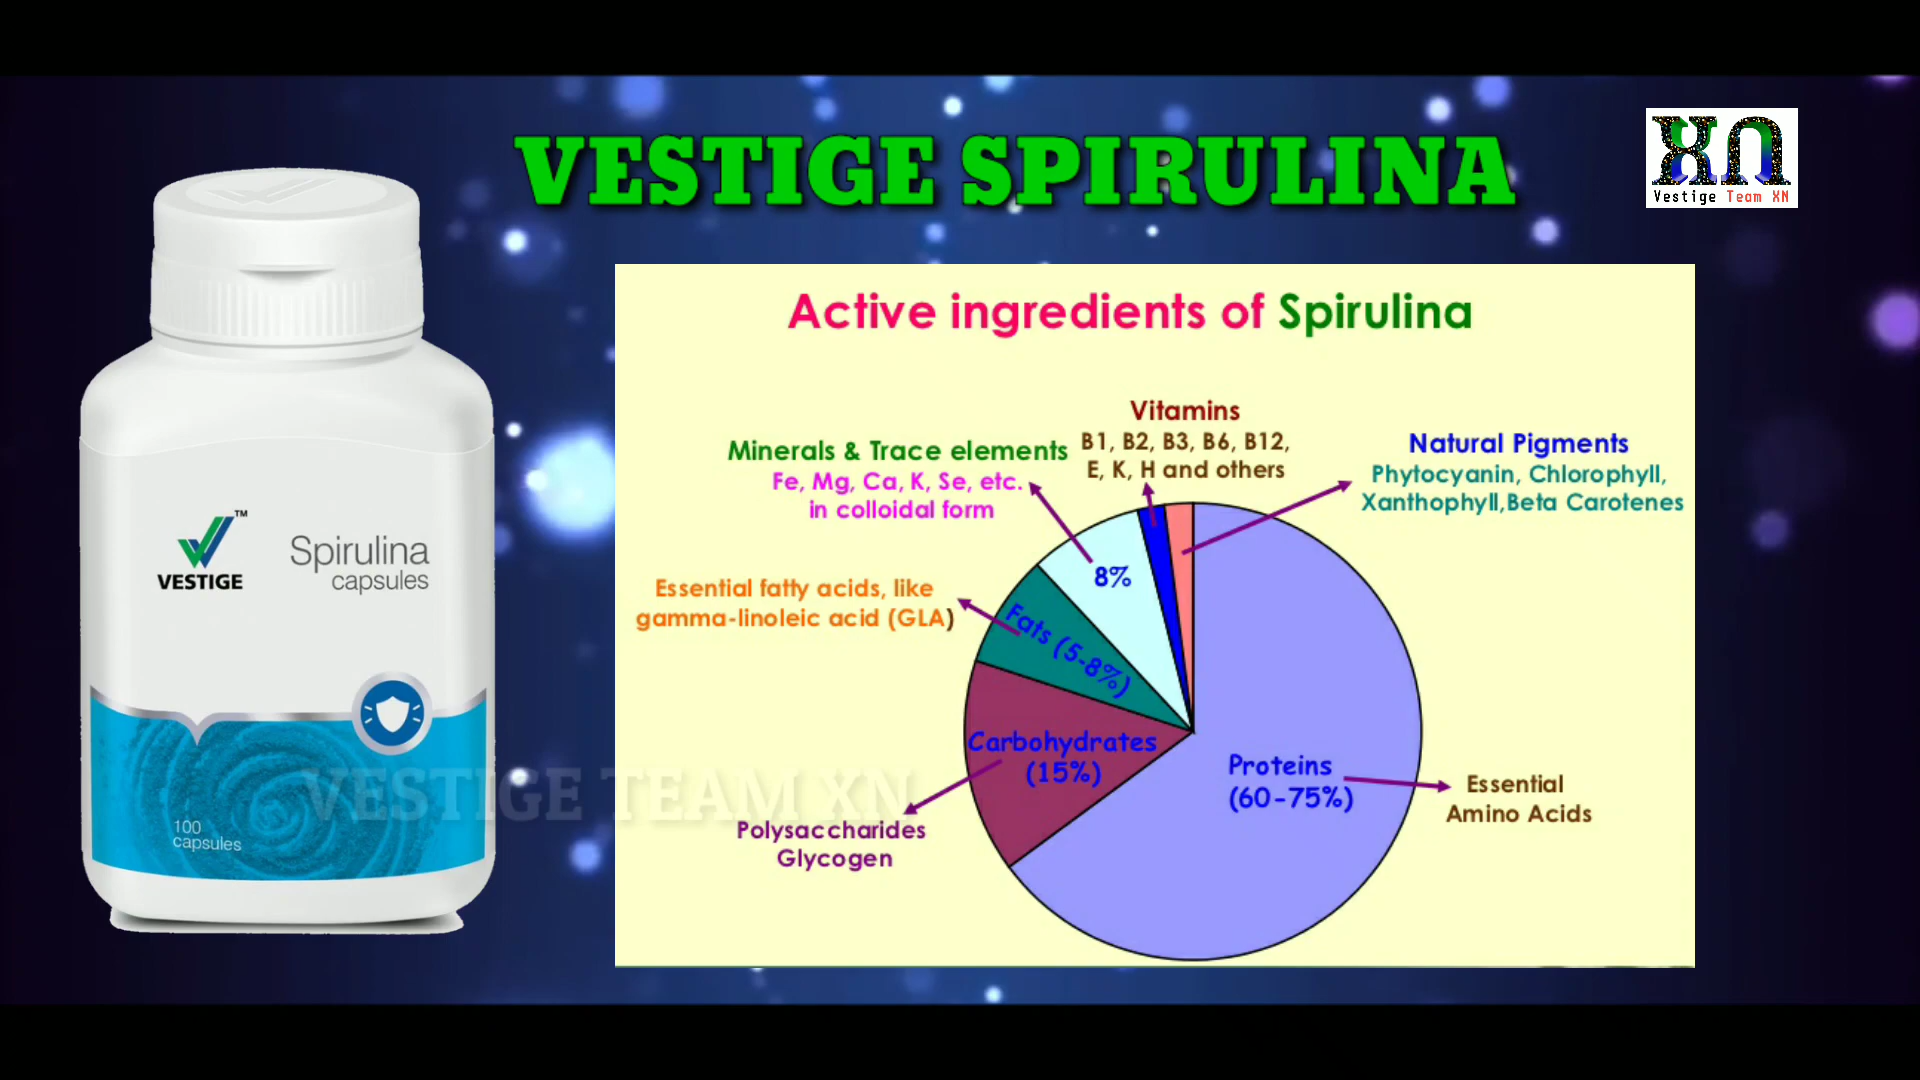 VESTIGE SPIRULINA
XN
Vestige Team XN
TM
VESTIGE
Spirulina
capsules
100
capsules
VESTIGE TEAM XN
Active ingredients of Spirulina
Vitamins
B1, B2, B3, B6, B12,
E, K, H and others
Minerals & Trace elements
Fe, Mg, Ca, K, Se, etc.
in colloidal form
Natural Pigments
Phytocyanin, Chlorophyll,
Xanthophyll,Beta Carotenes
8%
Essential fatty acids, like
gamma-linoleic acid (GLA)
Fats (5-8%)
Carbohydrates
(15%)
Proteins
(60-75%)
Essential
Amino Acids
Polysaccharides
Glycogen